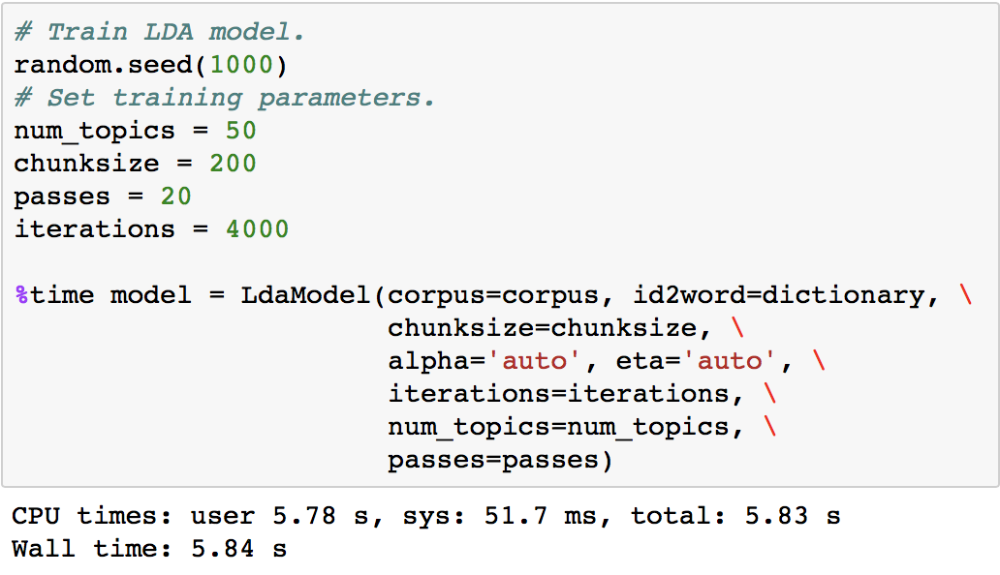 # Train LDA model.
random.seed(1000)
# Set training parameters.
num_topics = 50
chunksize = 200
passes = 20
iterations = 4000

%time model = LdaModel(corpus=corpus, id2word=dictionary, \
                       chunksize=chunksize, \
                       alpha='auto', eta='auto', \
                       iterations=iterations, \
                       num_topics=num_topics, \
                       passes=passes)
CPU times: user 5.78 s, sys: 51.7 ms, total: 5.83 s
Wall time: 5.84 s